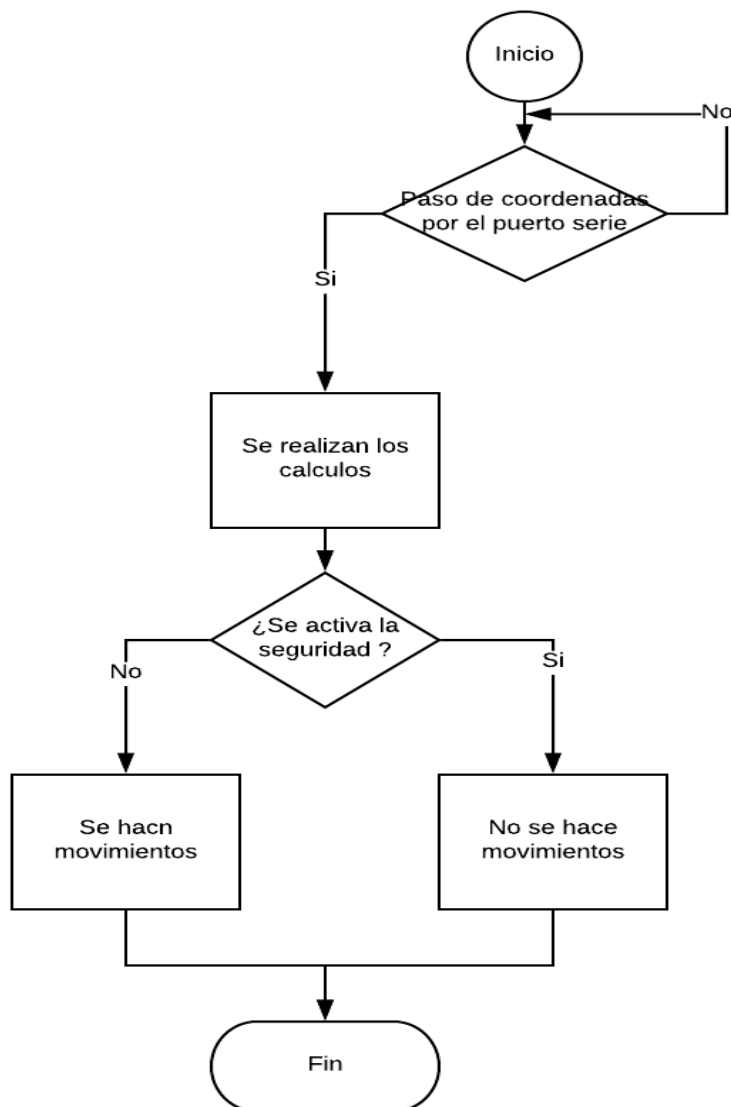 Inicio
No
Paso de coordenadas
por el puerto serie
Si
Se realizan los
calculos
¿Se activa la
seguridad ?
No
Si
Se hacn
movimientos
No se hace
movimientos
Fin